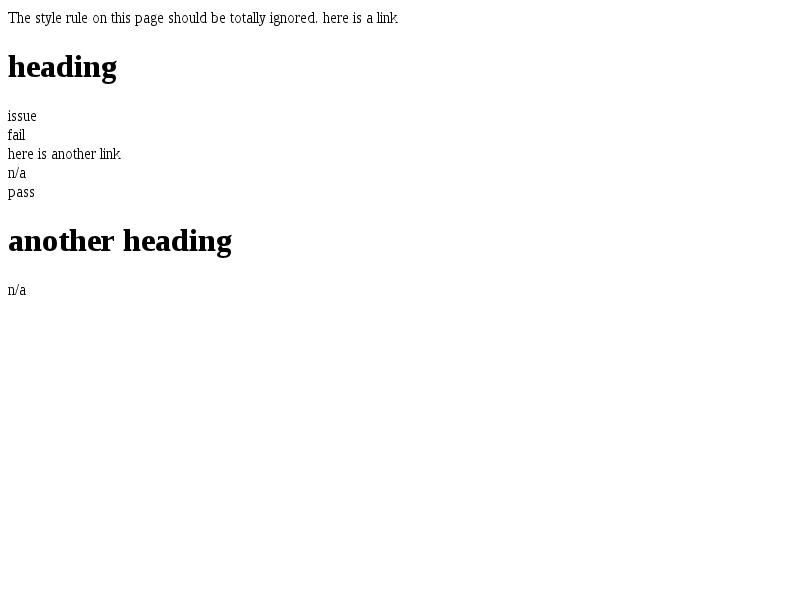 The style rule on this page should be totally ignored. here is a link
heading
issue
fail
here is another link
n/a
pass
another heading
n/a